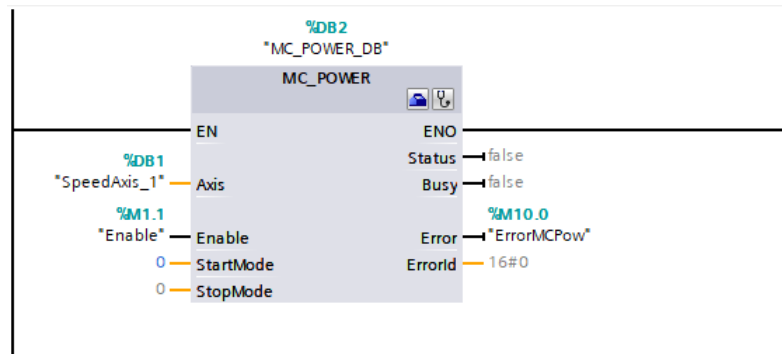 %DB2
"MC_POWER_DB"
MC_POWER
EN ENO
Status false
%DB1
"SpeedAxis_1" Axis Busy false
%M1.1 %M10.0
"Enable" Enable Error "ErrorMCPow"
0 StartMode ErrorId 16#0
0 StopMode